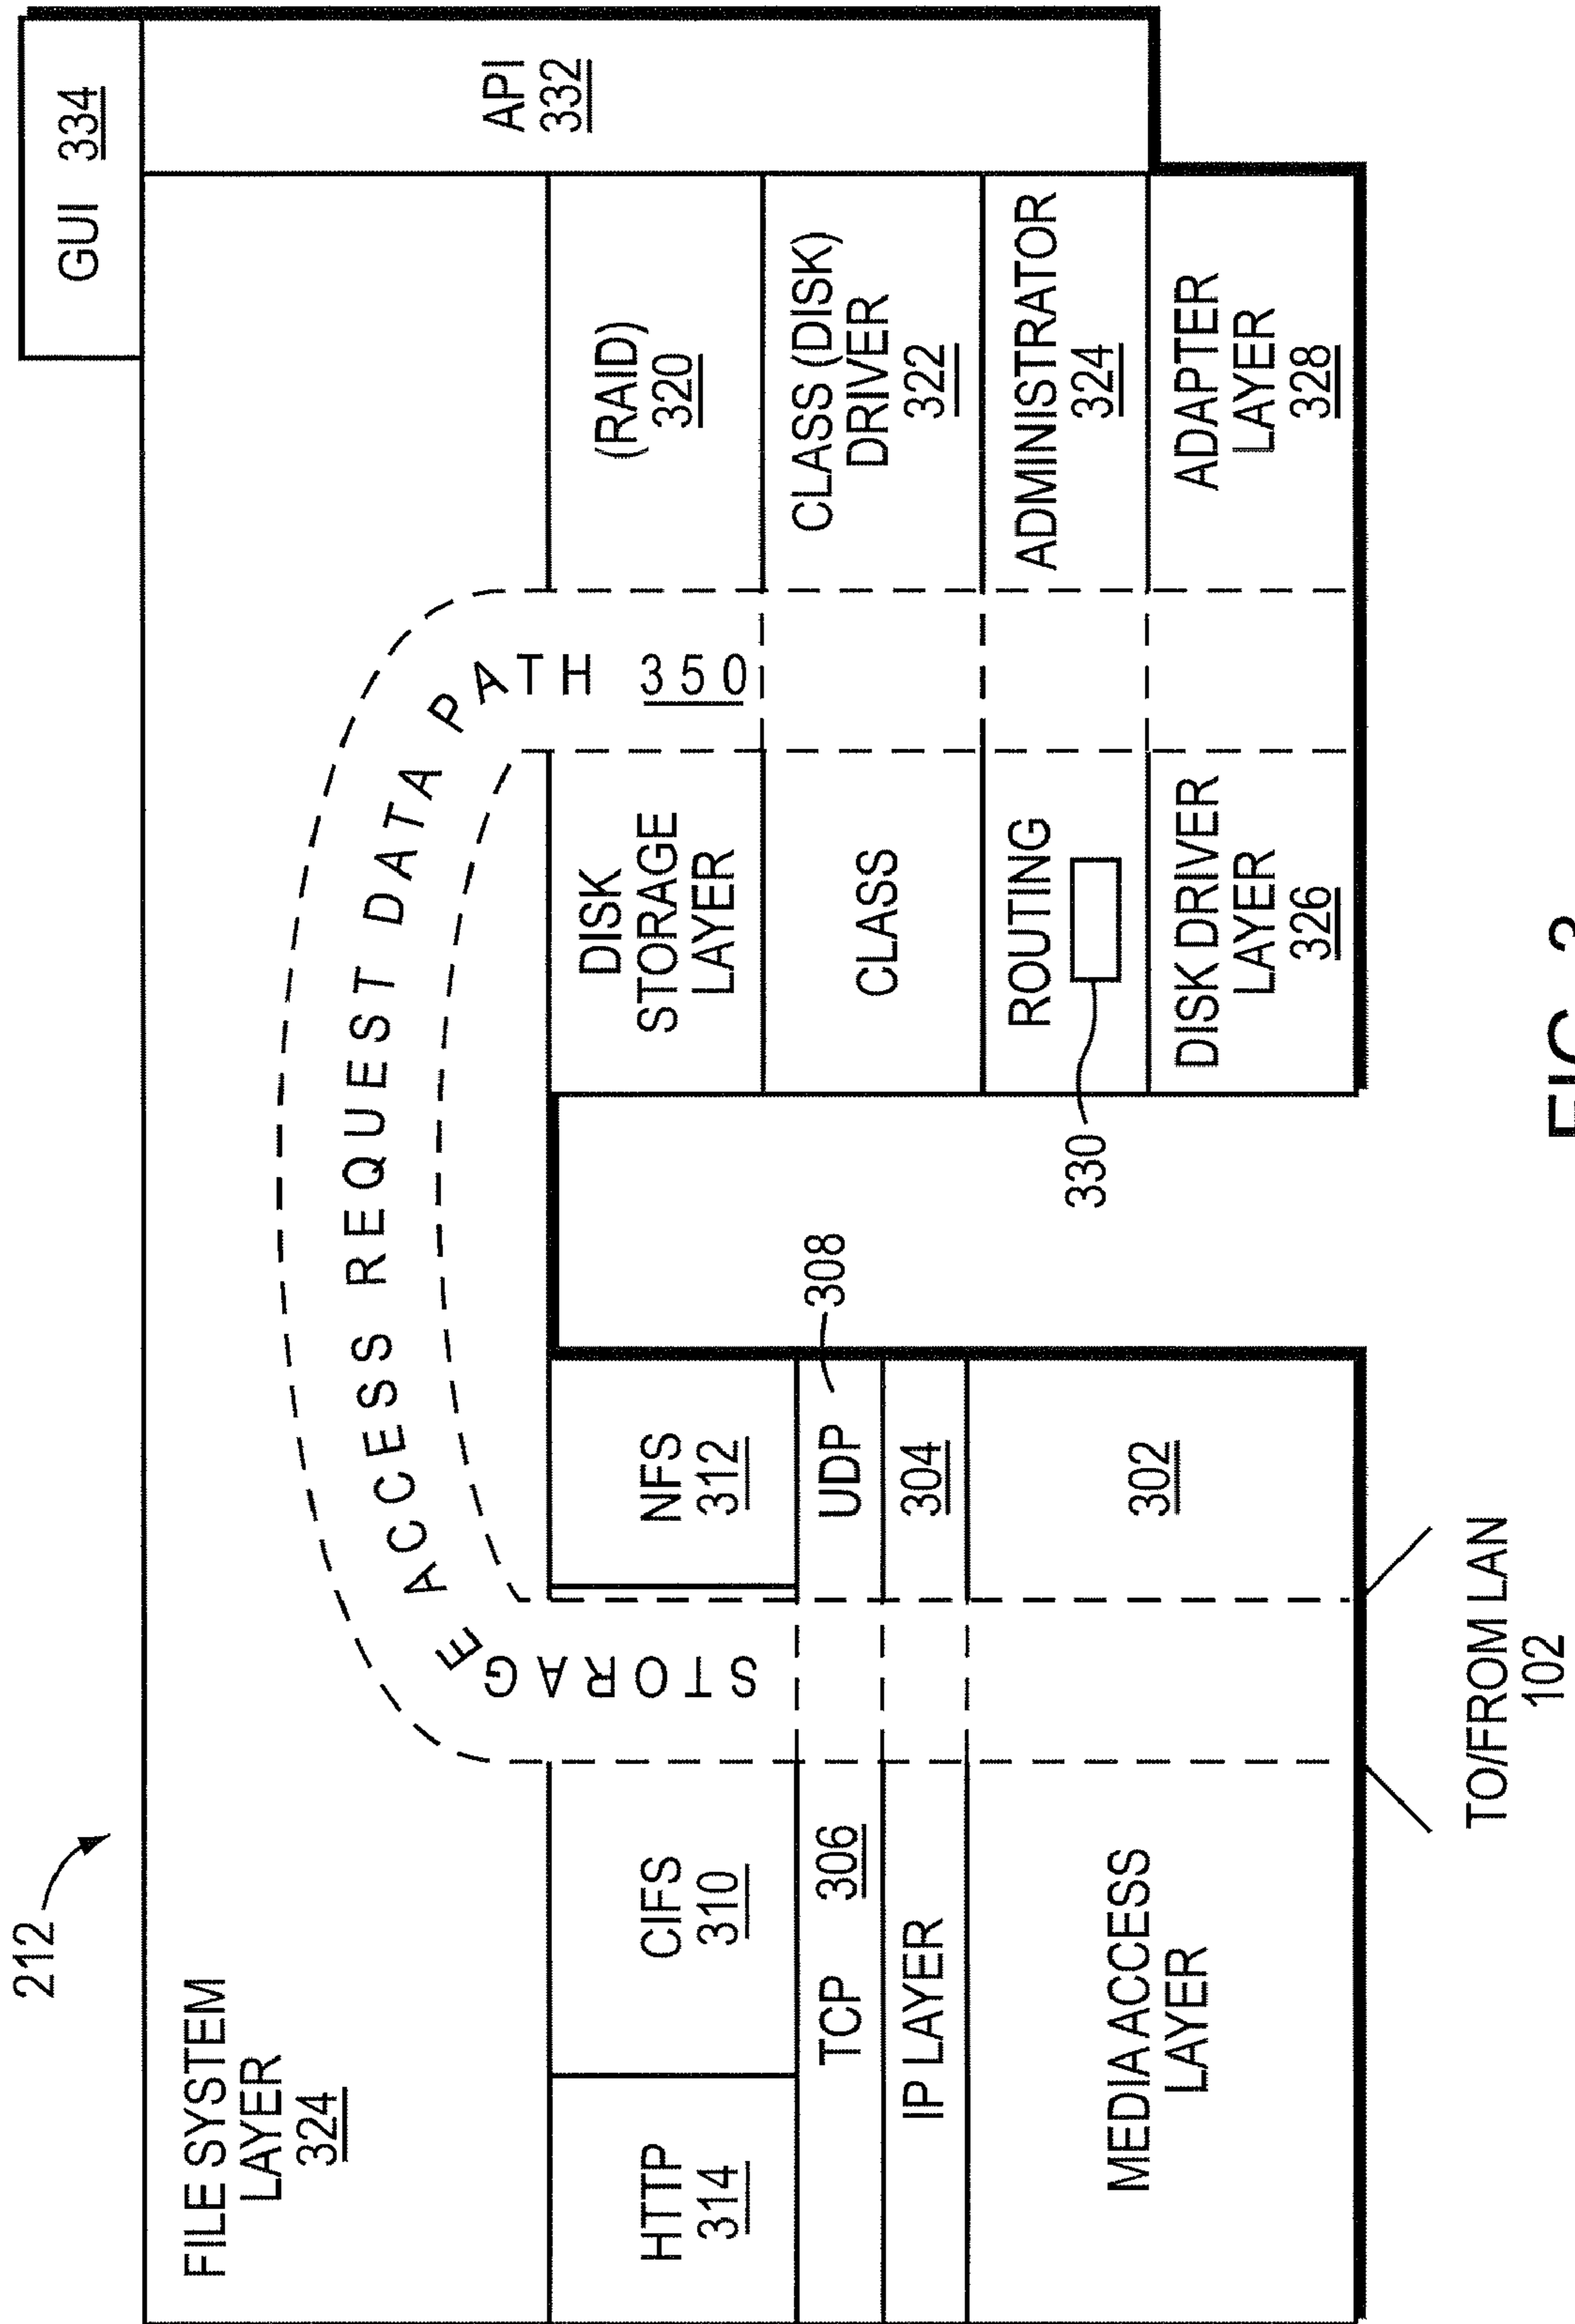 212
GUI 334
FILE SYSTEM
LAYER
324
STORAGE ACCESS REQUEST DATA PATH 350
API
332
HTTP
314
CIFS
310
NFS
312
TCP 306
UDP
308
IP LAYER
304
MEDIA ACCESS
LAYER
302
TO/FROM LAN
102
DISK
STORAGE
LAYER
(RAID)
320
CLASS
CLASS (DISK)
DRIVER
322
ROUTING
330
ADMINISTRATOR
324
DISK DRIVER
LAYER
326
ADAPTER
LAYER
328
FIG. 3